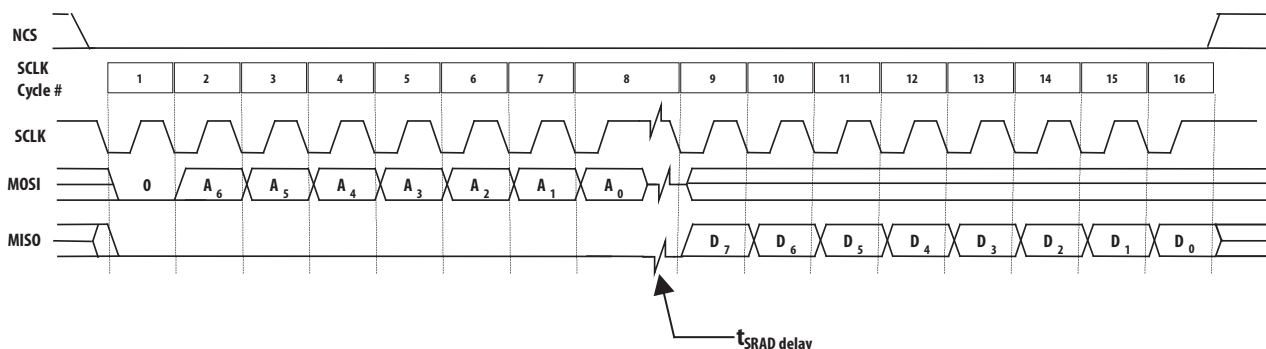 NCS
SCLK
Cycle #
1 2 3 4 5 6 7 8 9 10 11 12 13 14 15 16
SCLK
MOSI
0 A6 A5 A4 A3 A2 A1 A0
MISO
D7 D6 D5 D4 D3 D2 D1 D0
tSRAD delay